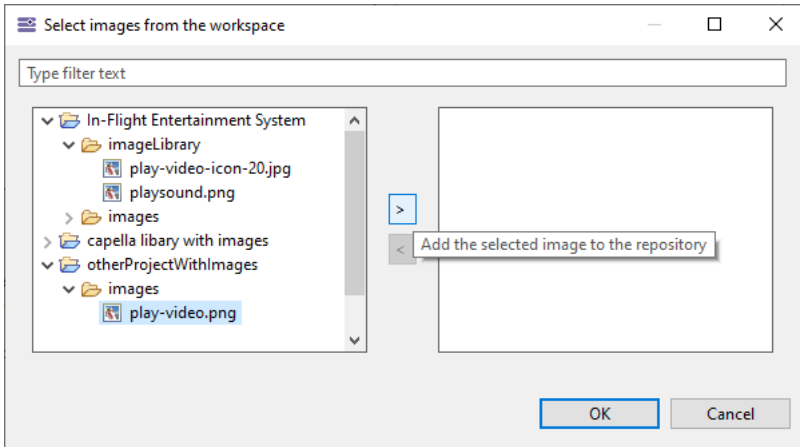 Select images from the workspace
Type filter text
In-Flight Entertainment System
imageLibrary
play-video-icon-20.jpg
playsound.png
images
capella libary with images
otherProjectWithImages
images
play-video.png
>
<
Add the selected image to the repository
OK
Cancel